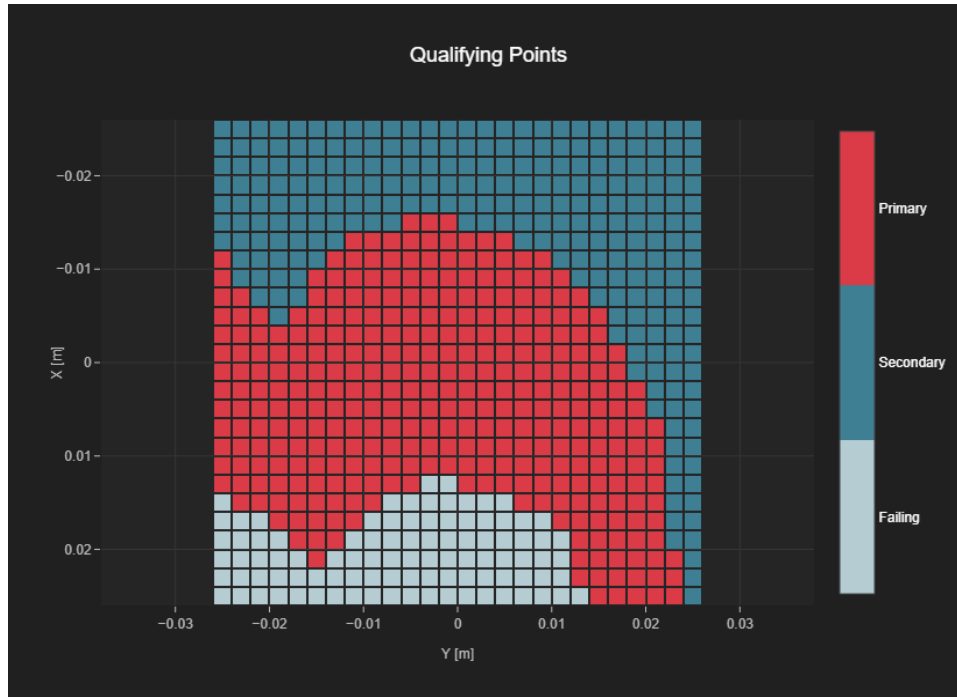 Qualifying Points
−0.02
−0.01
0
0.01
0.02
X [m]
−0.03
−0.02
−0.01
0
0.01
0.02
0.03
Y [m]
Primary
Secondary
Failing